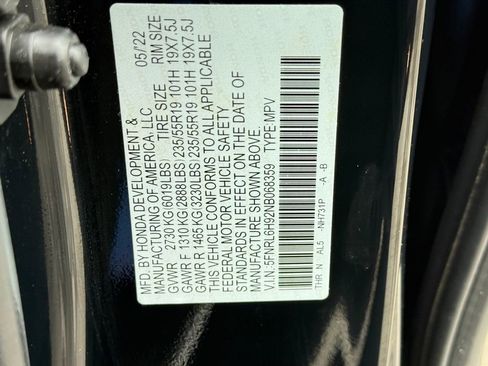 MFD. BY HONDA DEVELOPMENT & 05/22
MANUFACTURING OF AMERICA, LLC
TIRE SIZE RIM SIZE
GVWR 2730KG(6019LBS)
GAWR F 1310KG(2888LBS) 235/55R19 101H 19X7.5J
GAWR R 1465KG(3230LBS) 235/55R19 101H 19X7.5J
THIS VEHICLE CONFORMS TO ALL APPLICABLE
FEDERAL MOTOR VEHICLE SAFETY
STANDARDS IN EFFECT ON THE DATE OF
MANUFACTURE SHOWN ABOVE.
V.I.N:5FNRL6H92NB068359 TYPE:MPV
THR_N AL5 -NH731P -A -B